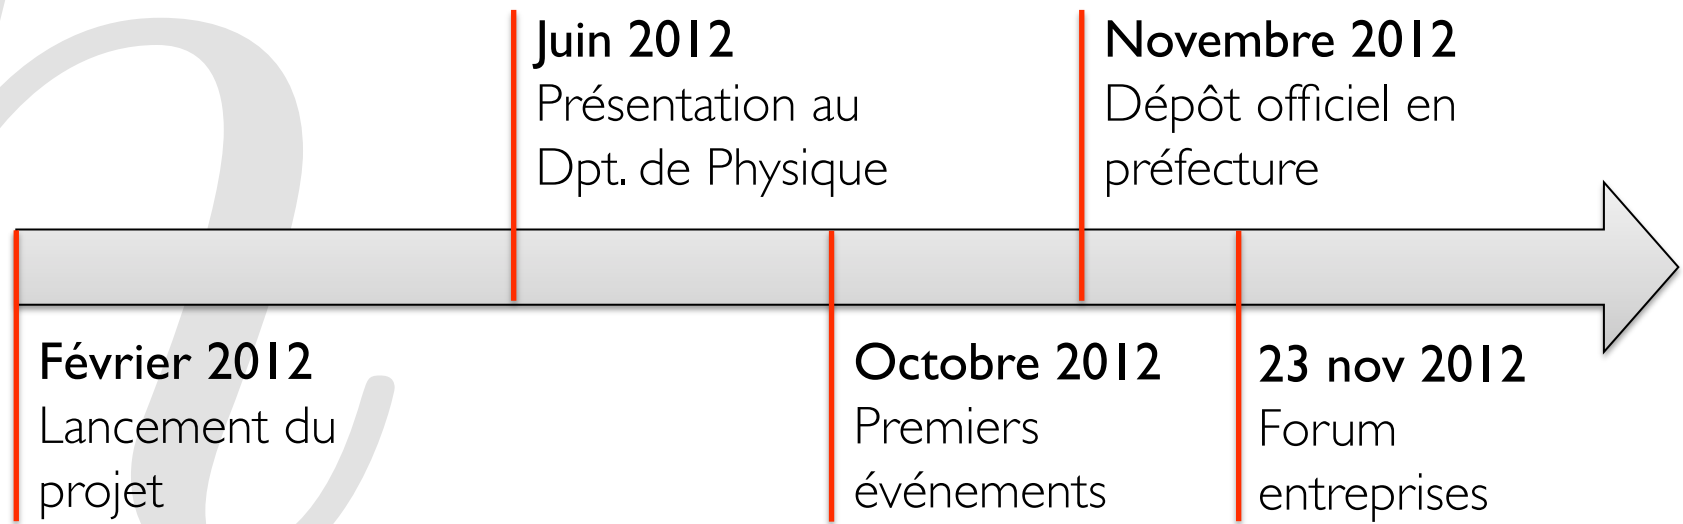 Juin 2012
Présentation au
Dpt. de Physique
Novembre 2012
Dépôt officiel en
préfecture
Février 2012
Lancement du
projet
Octobre 2012
Premiers
événements
23 nov 2012
Forum
entreprises